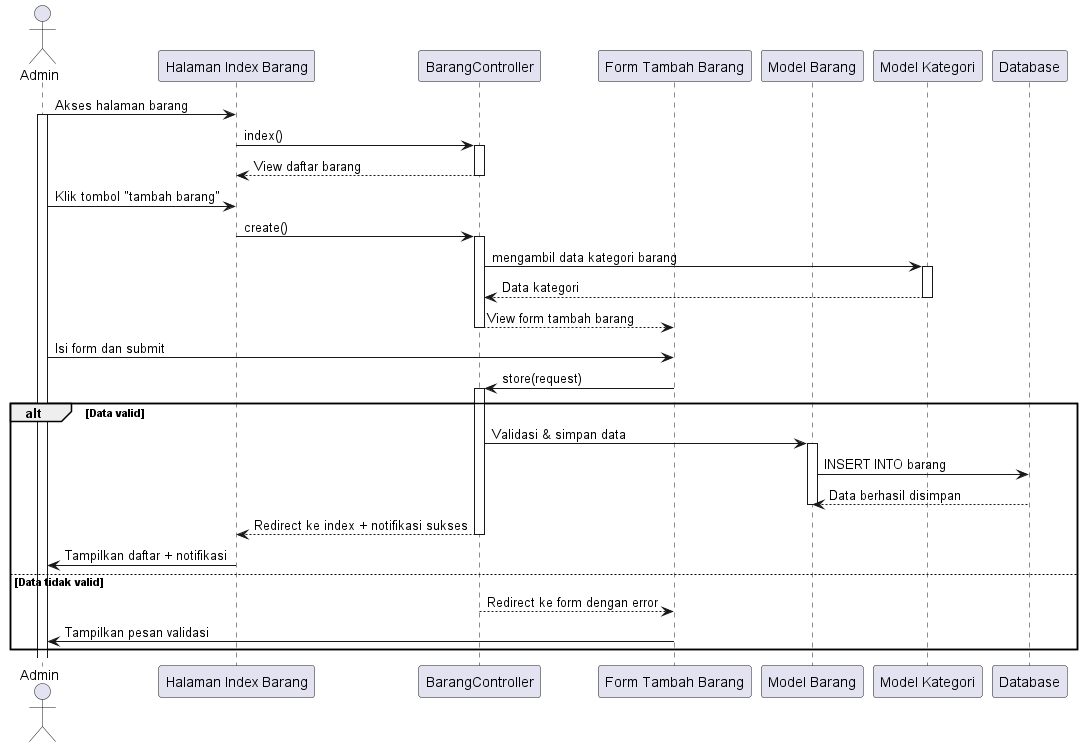 Admin
Halaman Index Barang
BarangController
Form Tambah Barang
Model Barang
Model Kategori
Database
Akses halaman barang
index()
View daftar barang
Klik tombol "tambah barang"
create()
mengambil data kategori barang
Data kategori
View form tambah barang
Isi form dan submit
store(request)
alt
[Data valid]
Validasi & simpan data
INSERT INTO barang
Data berhasil disimpan
Redirect ke index + notifikasi sukses
Tampilkan daftar + notifikasi
[Data tidak valid]
Redirect ke form dengan error
Tampilkan pesan validasi
Admin
Halaman Index Barang
BarangController
Form Tambah Barang
Model Barang
Model Kategori
Database